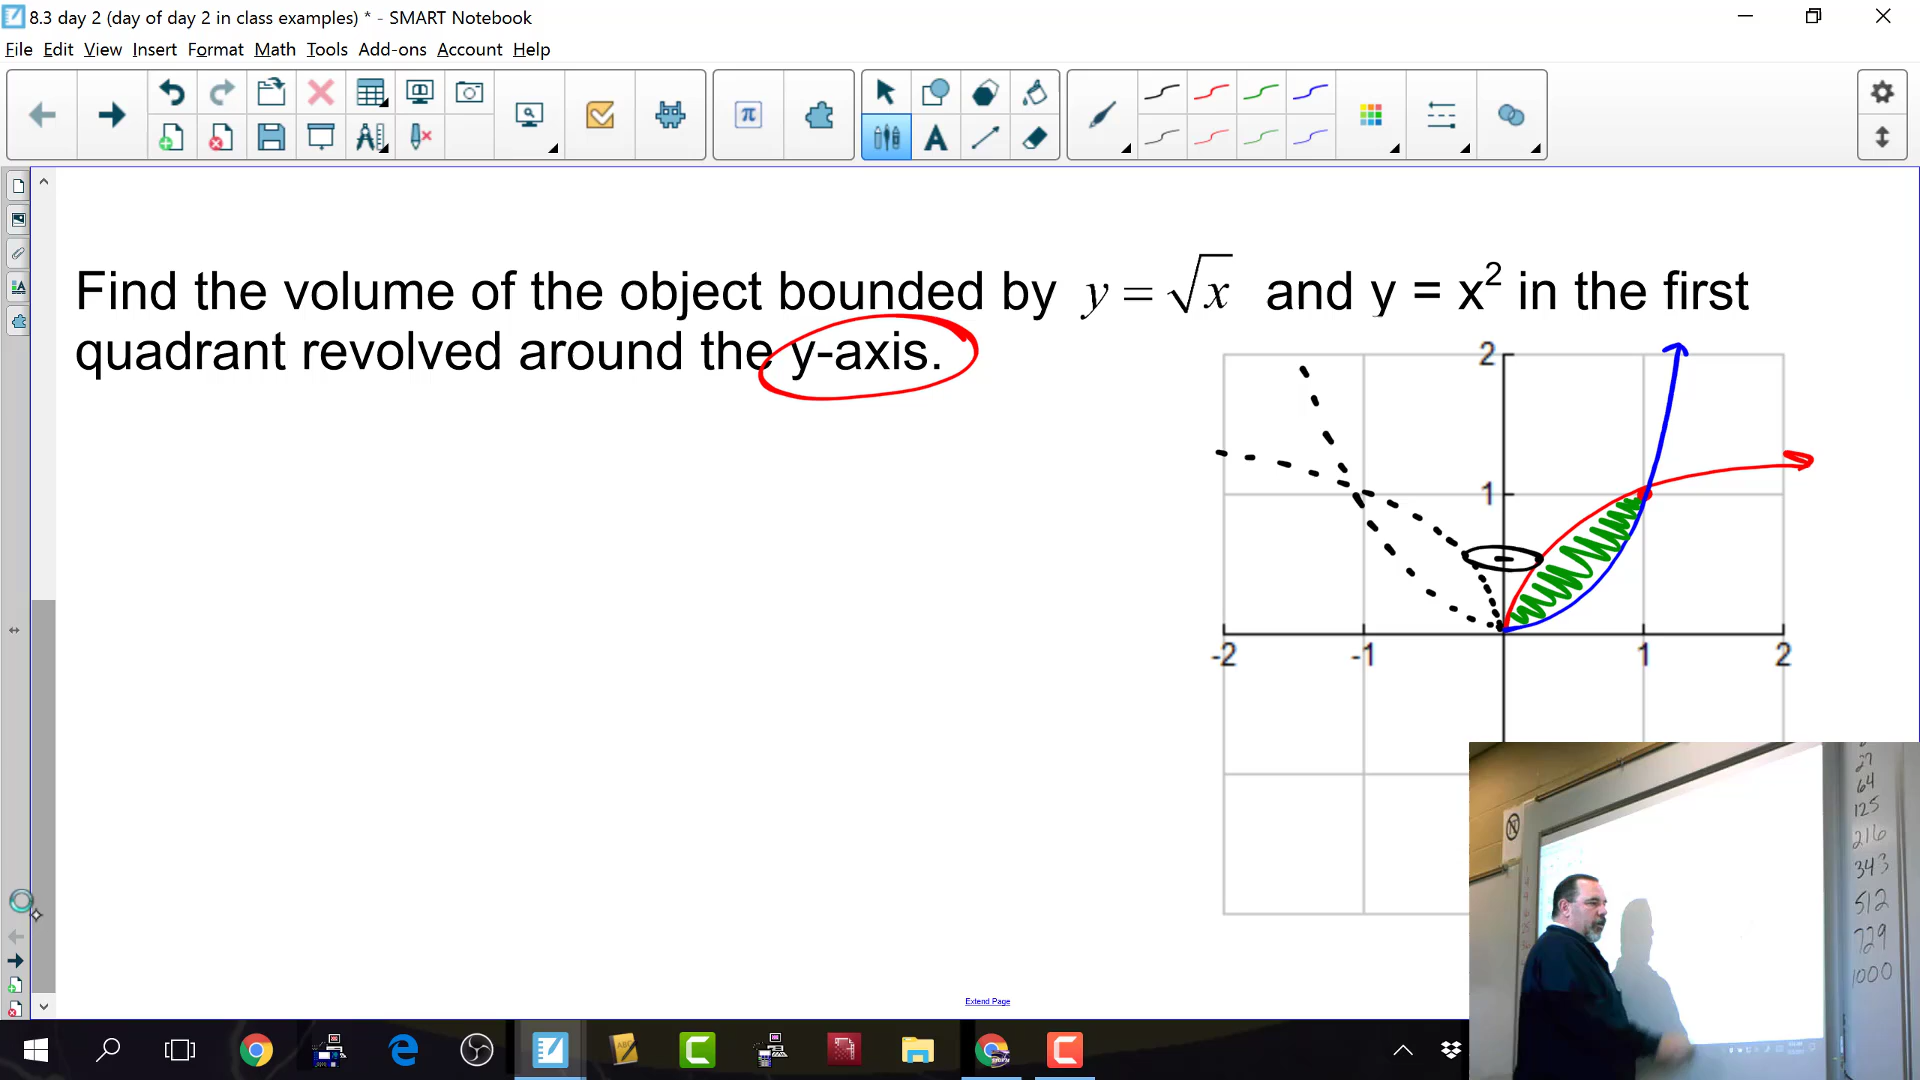 8.3 day 2 (day of day 2 in class examples) * - SMART Notebook
File Edit View Insert Format Math Tools Add-ons Account Help
π
A
Find the volume of the object bounded by y = √x and y = x² in the first
quadrant revolved around the y-axis.
2
1
-2 -1 1 2
27
64
125
216
343
512
729
1000
Extend Page